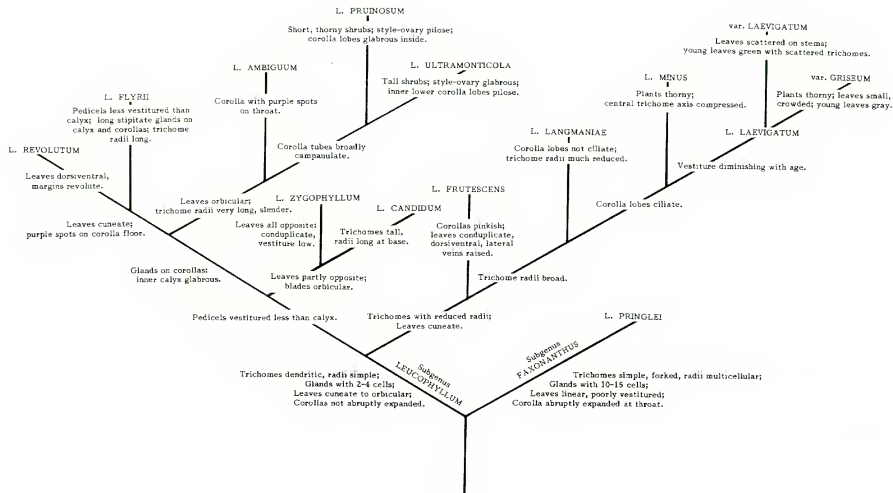 L. PRUINOSUM
Short, thorny shrubs; style-ovary pilose;
corolla lobes glabrous inside.
var. LAEVIGATUM
Leaves scattered on stems;
young leaves green with scattered trichomes.
L. AMBIGUUM
Corolla with purple spots
on throat.
L. ULTRAMONTICOLA
Tall shrubs; style-ovary glabrous;
inner lower corolla lobes pilose.
L. MINUS
Plants thorny;
central trichome axis compressed.
var. GRISEUM
Plants thorny; leaves small,
crowded; young leaves gray.
L. FLYRII
Pedicels less vestitured than
calyx; long stipitate glands on
calyx and corollas; trichome
radii long.
L. REVOLUTUM
Leaves dorsiventral,
margins revolute.
Corolla tubes broadly
campanulate.
L. LANGMANIAE
Corolla lobes not ciliate;
trichome radii much reduced.
L. LAEVIGATUM
Vestiture diminishing with age.
Leaves orbicular;
trichome radii very long, slender.
L. ZYGOPHYLLUM
Leaves all opposite;
conduplicate,
vestiture low.
L. CANDIDUM
Trichomes tall,
radii long at base.
L. FRUTESCENS
Corollas pinkish;
leaves conduplicate,
dorsiventral, lateral
veins raised.
Corolla lobes ciliate.
Leaves cuneate;
purple spots on corolla floor.
Glands on corollas;
inner calyx glabrous.
Leaves partly opposite;
blades orbicular.
Trichome radii broad.
Pedicels vestitured less than calyx.
Trichomes with reduced radii;
Leaves cuneate.
L. PRINGLEI
Subgenus
LEUCOPHYLLUM
Subgenus
FAXONANTHUS
Trichomes dendritic, radii simple;
Glands with 2-4 cells;
Leaves cuneate to orbicular;
Corollas not abruptly expanded.
Trichomes simple, forked, radii multicellular;
Glands with 10-15 cells;
Leaves linear, poorly vestitured;
Corolla abruptly expanded at throat.